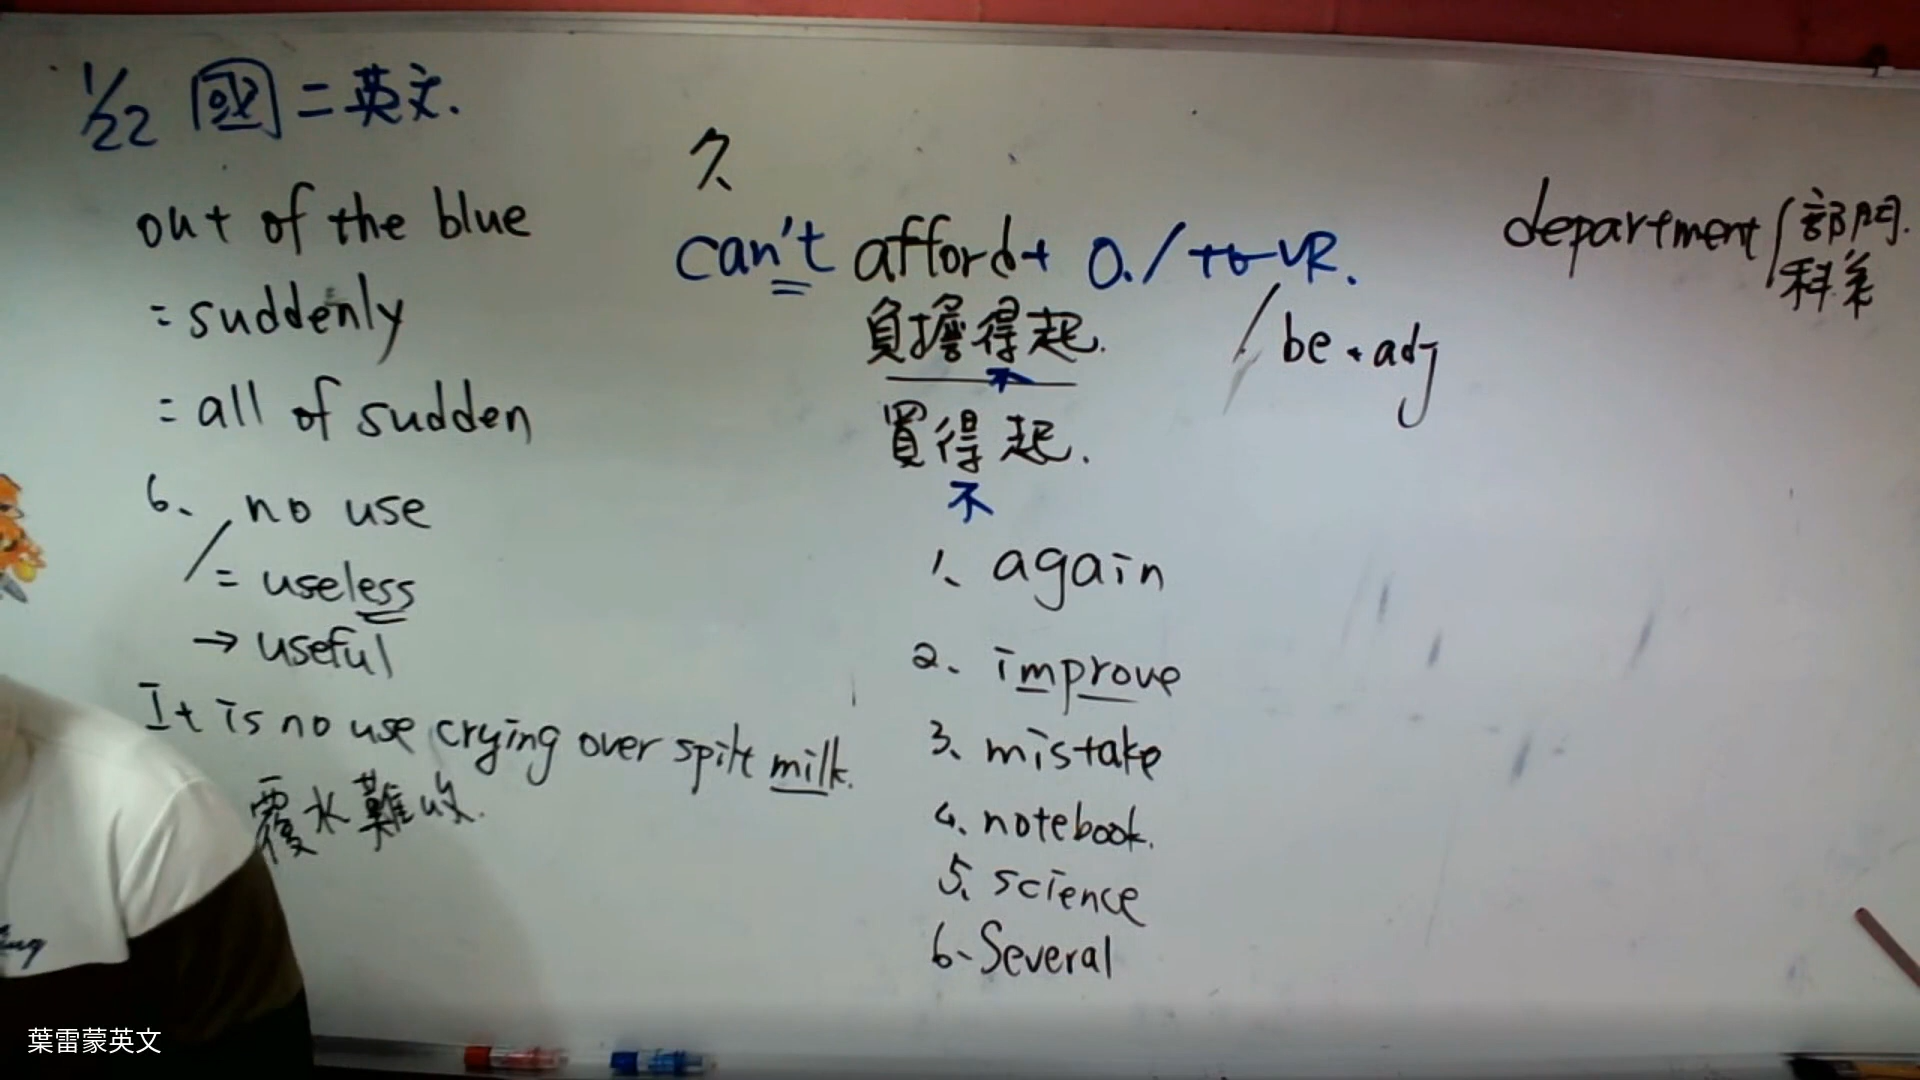 1/22 國二英文.
out of the blue
= suddenly
= all of sudden
6、 no use
= useless
→ useful
It is no use crying over spilt milk.
覆水難收.
can't afford + O. / to VR.
/ be + adj
負擔得起.
不
買得起.
不
1、again
2. improve
3、mistake
4. notebook.
5. science
6. Several
department 部門.
科系
葉雷蒙英文